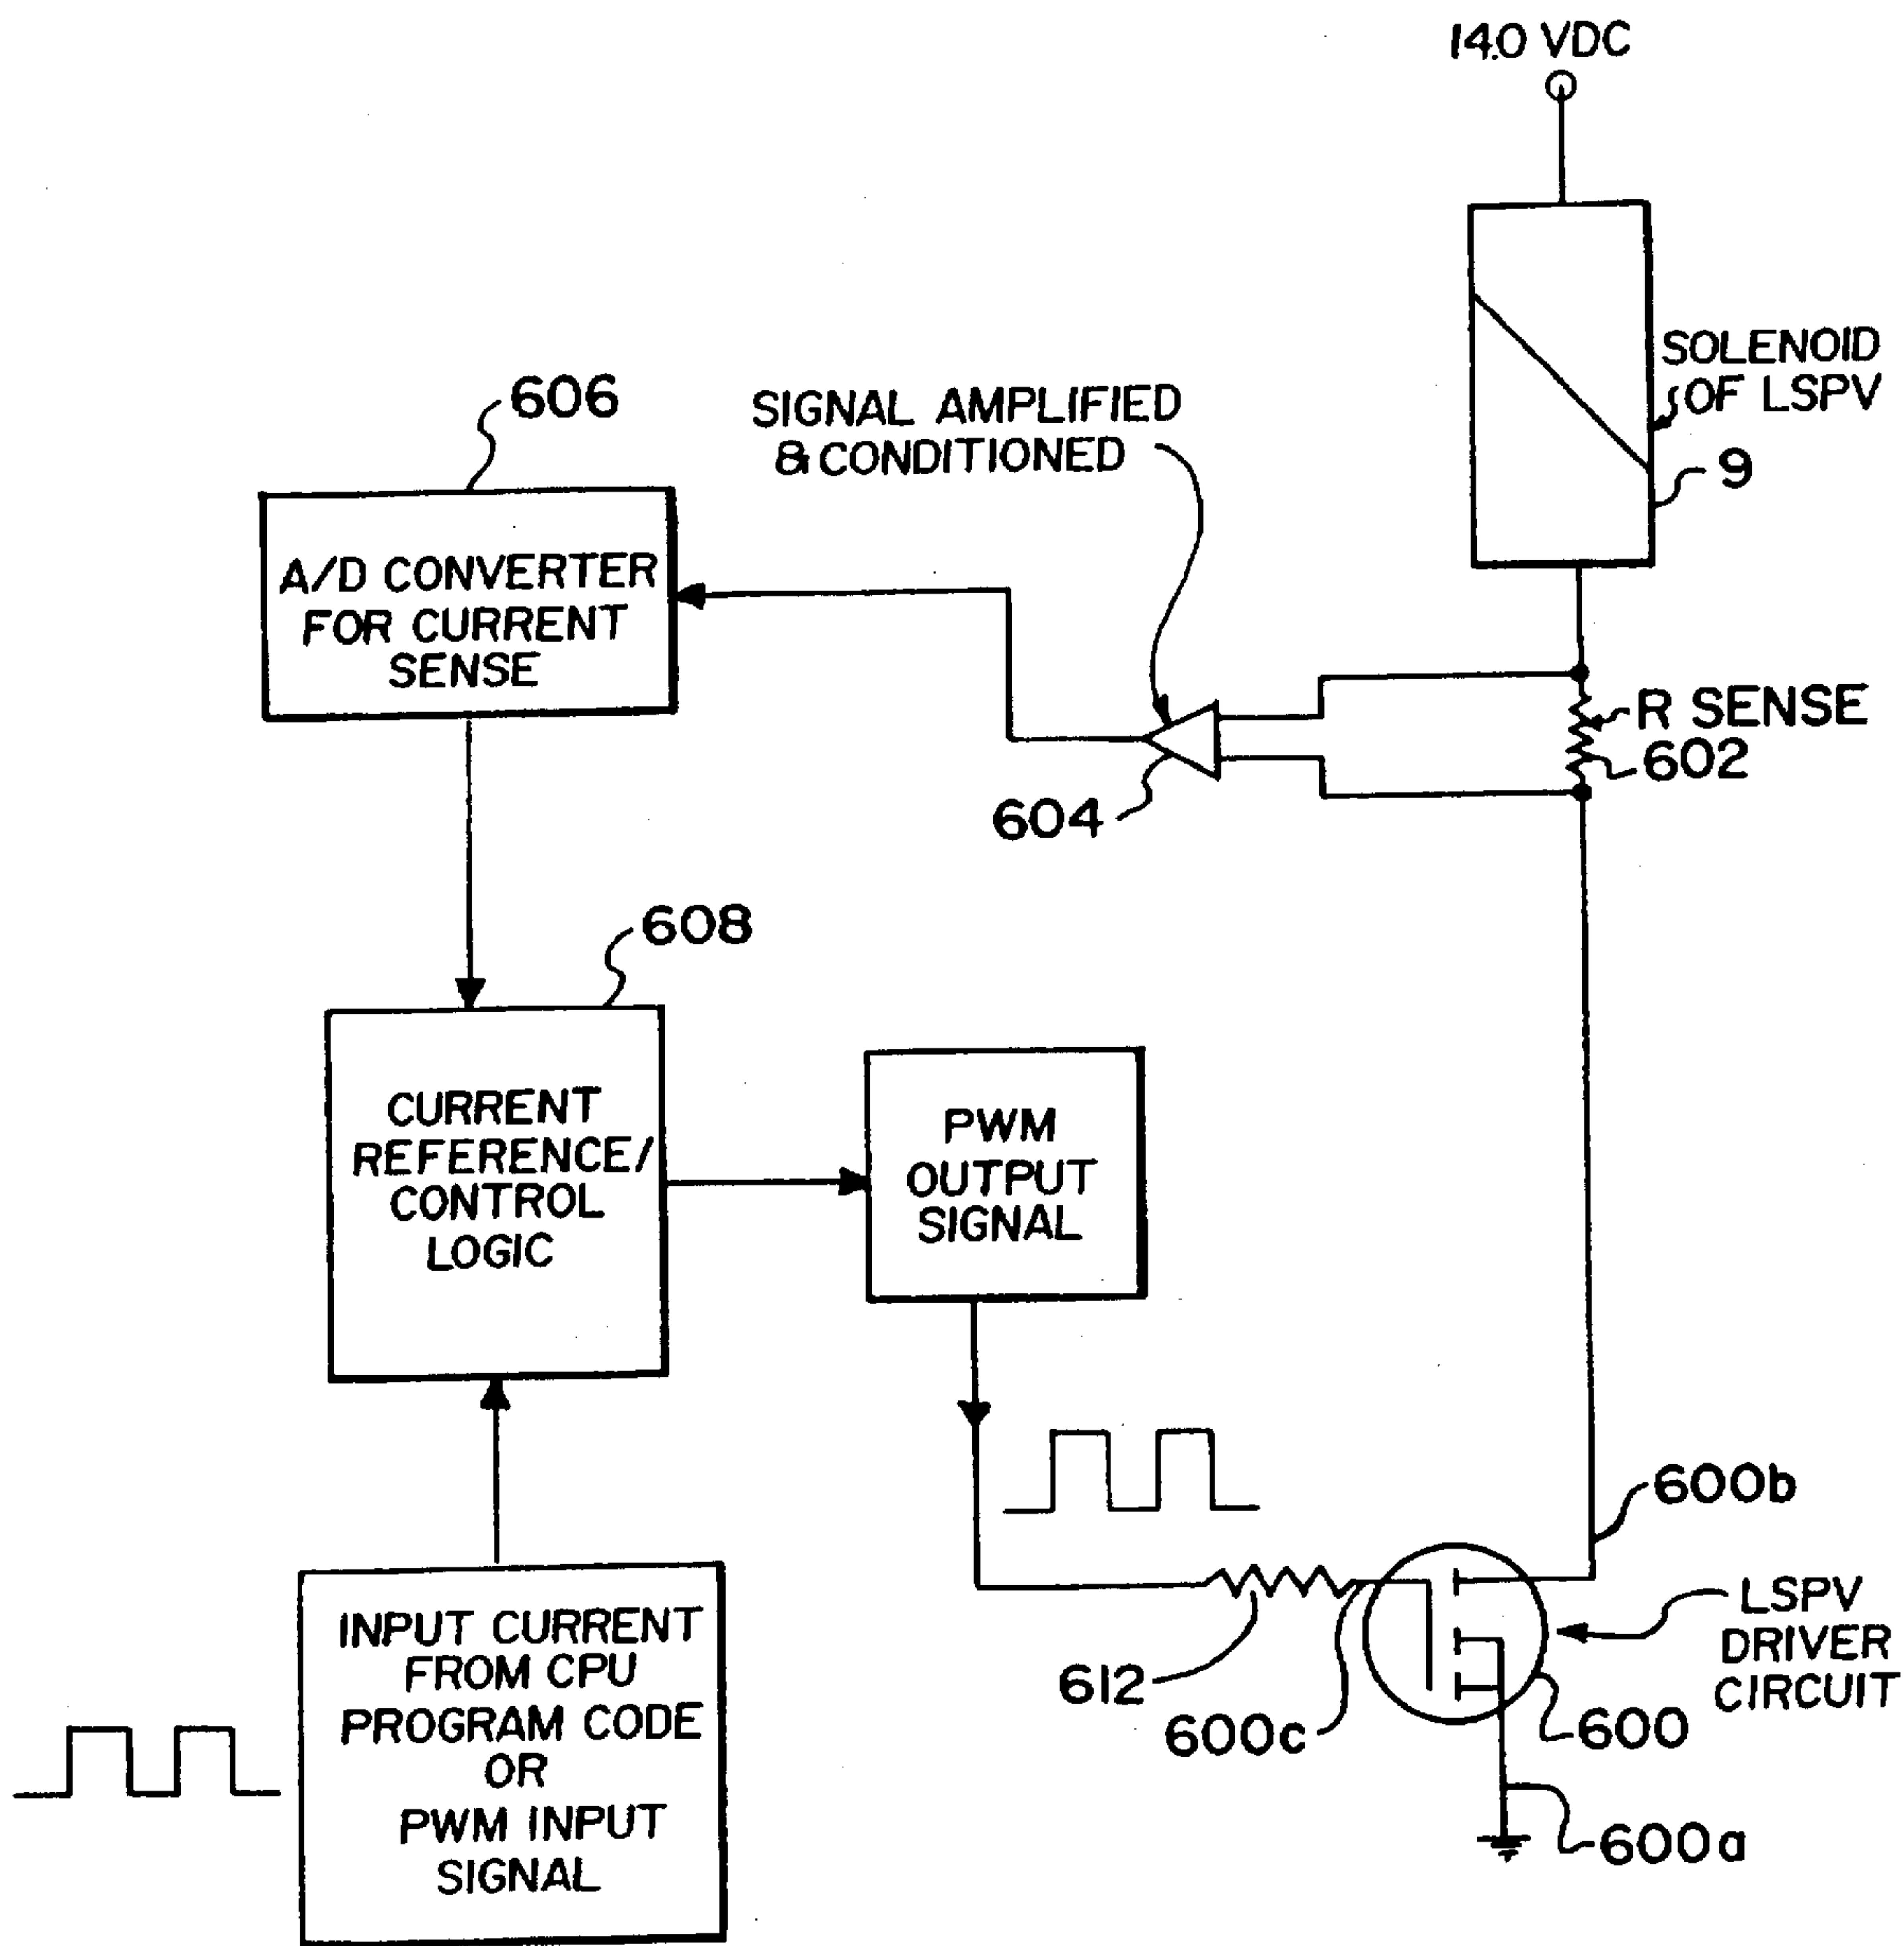 14.0 VDC
SOLENOID
OF LSPV
9
606
SIGNAL AMPLIFIED
& CONDITIONED
A/D CONVERTER
FOR CURRENT
SENSE
R SENSE
602
604
608
CURRENT
REFERENCE/
CONTROL
LOGIC
PWM
OUTPUT
SIGNAL
600b
INPUT CURRENT
FROM CPU
PROGRAM CODE
OR
PWM INPUT
SIGNAL
612
600c
LSPV
DRIVER
CIRCUIT
600
600a